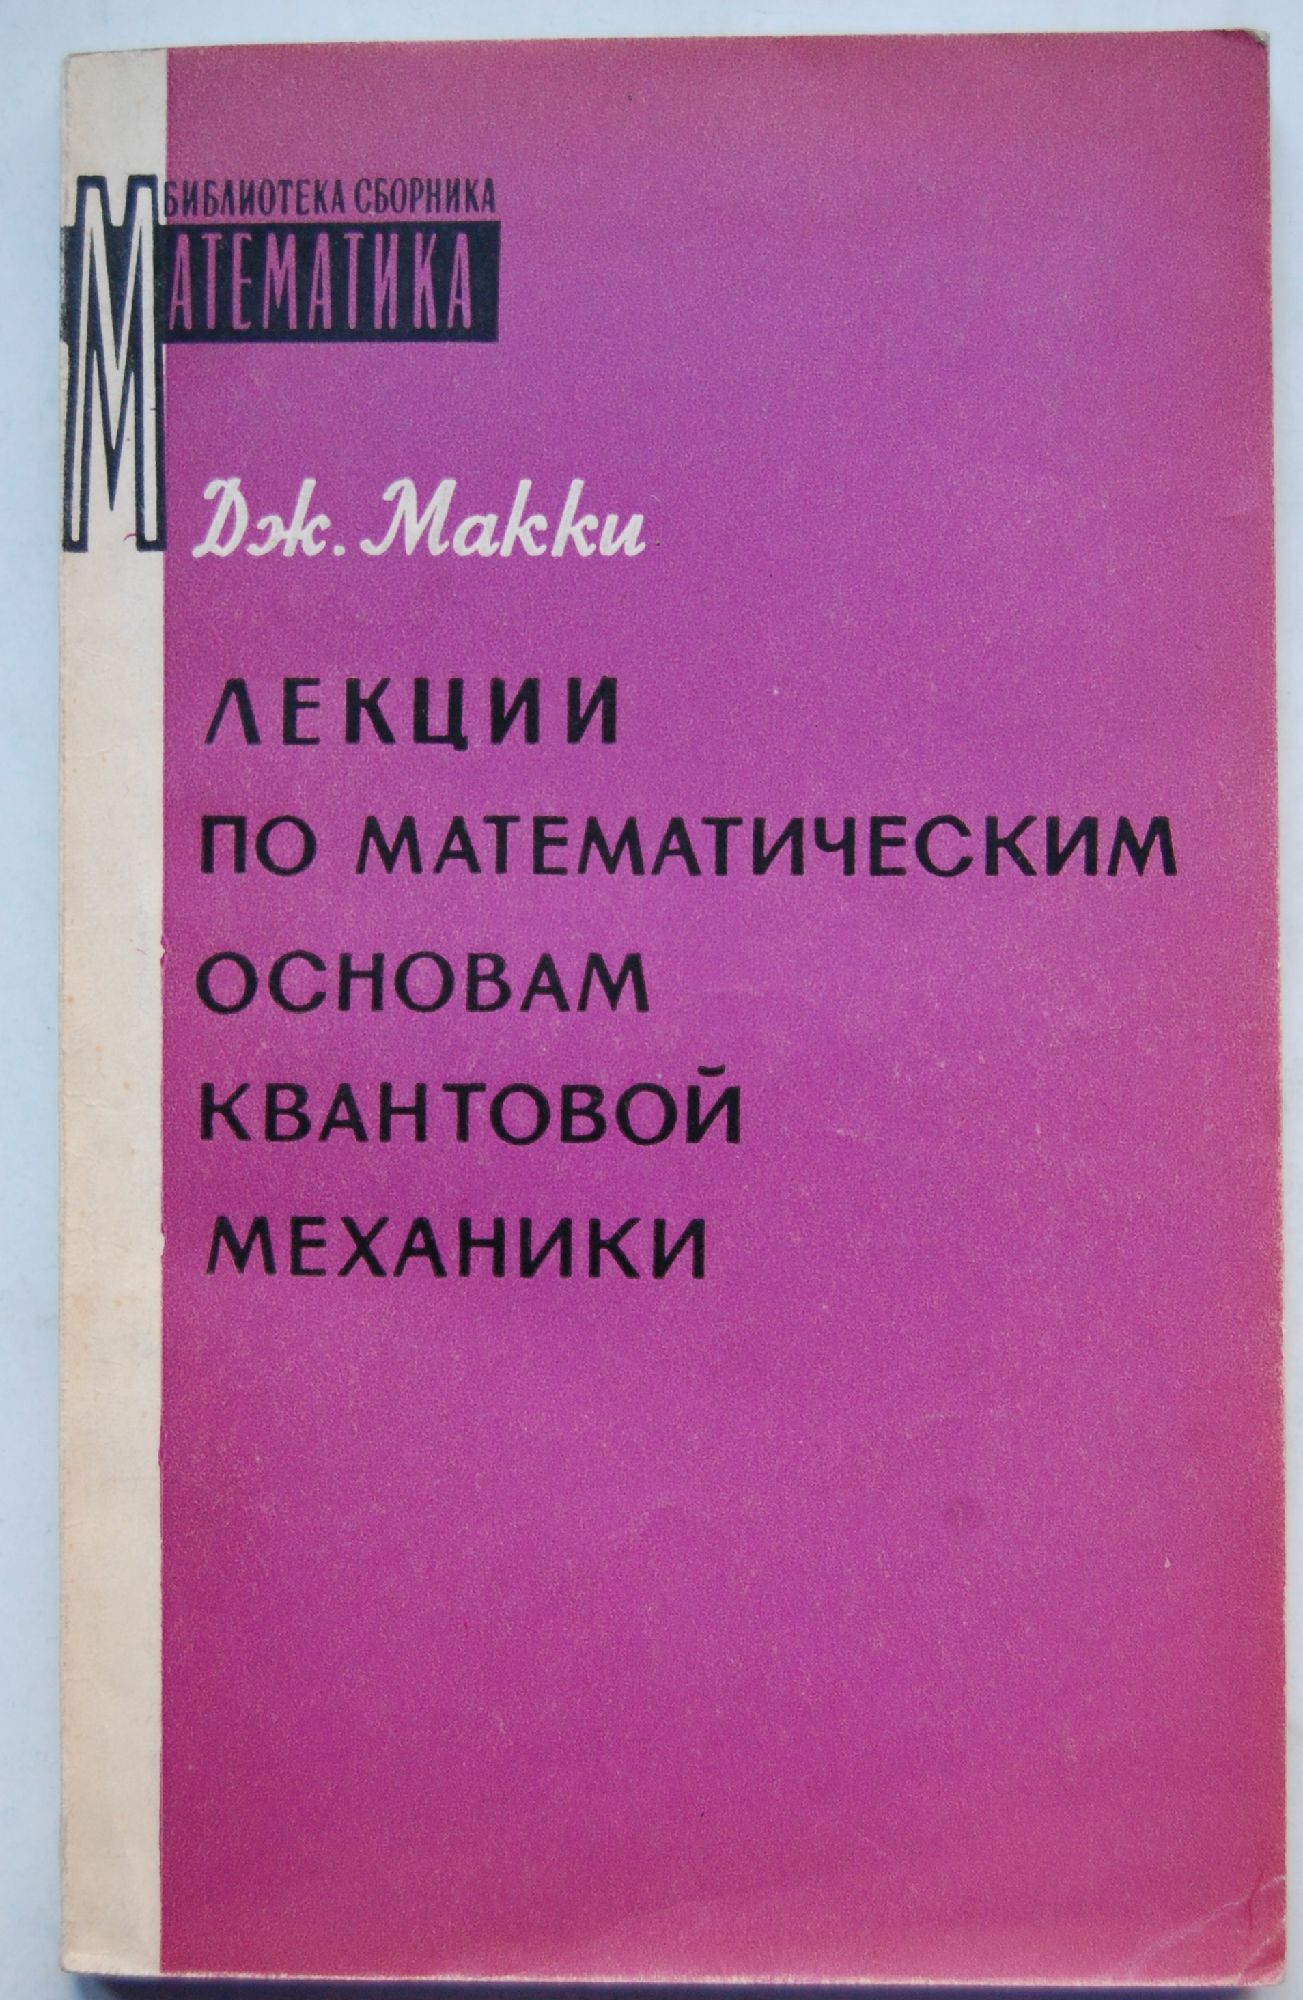 БИБЛИОТЕКА СБОРНИКА
МАТЕМАТИКА
Дж. Макки
ЛЕКЦИИ
ПО МАТЕМАТИЧЕСКИМ
ОСНОВАМ
КВАНТОВОЙ
МЕХАНИКИ